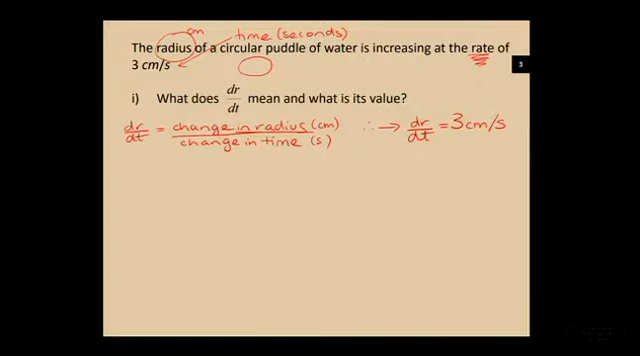 cm time (seconds)
The radius of a circular puddle of water is increasing at the rate of
3 cm/s
3
i) What does dr/dt mean and what is its value?
dr/dt = change in radius (cm) / change in time (s) ∴ → dr/dt = 3cm/s